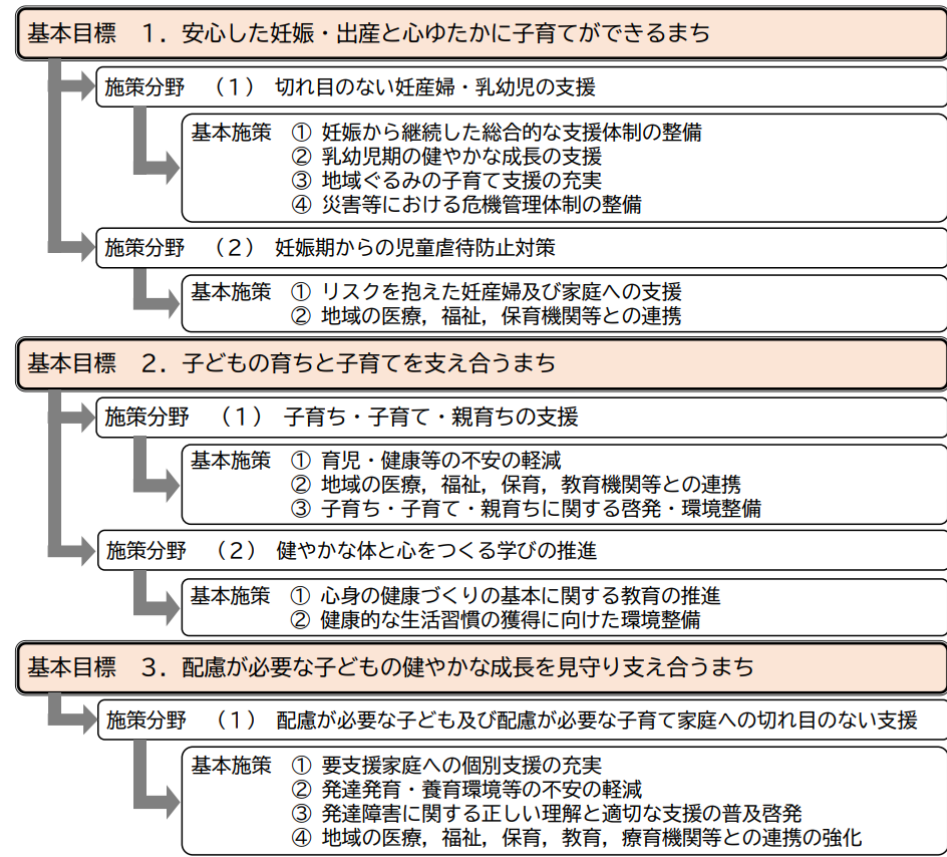 基本目標　１．安心した妊娠・出産と心ゆたかに子育てができるまち
施策分野　（１）切れ目のない妊産婦・乳幼児の支援
基本施策　① 妊娠から継続した総合的な支援体制の整備
② 乳幼児期の健やかな成長の支援
③ 地域ぐるみの子育て支援の充実
④ 災害等における危機管理体制の整備
施策分野　（２）妊娠期からの児童虐待防止対策
基本施策　① リスクを抱えた妊産婦及び家庭への支援
② 地域の医療，福祉，保育機関等との連携
基本目標　２．子どもの育ちと子育てを支え合うまち
施策分野　（１）子育ち・子育て・親育ちの支援
基本施策　① 育児・健康等の不安の軽減
② 地域の医療，福祉，保育，教育機関等との連携
③ 子育ち・子育て・親育ちに関する啓発・環境整備
施策分野　（２）健やかな体と心をつくる学びの推進
基本施策　① 心身の健康づくりの基本に関する教育の推進
② 健康的な生活習慣の獲得に向けた環境整備
基本目標　３．配慮が必要な子どもの健やかな成長を見守り支え合うまち
施策分野　（１）配慮が必要な子ども及び配慮が必要な子育て家庭への切れ目のない支援
基本施策　① 要支援家庭への個別支援の充実
② 発達発育・養育環境等の不安の軽減
③ 発達障害に関する正しい理解と適切な支援の普及啓発
④ 地域の医療，福祉，保育，教育，療育機関等との連携の強化